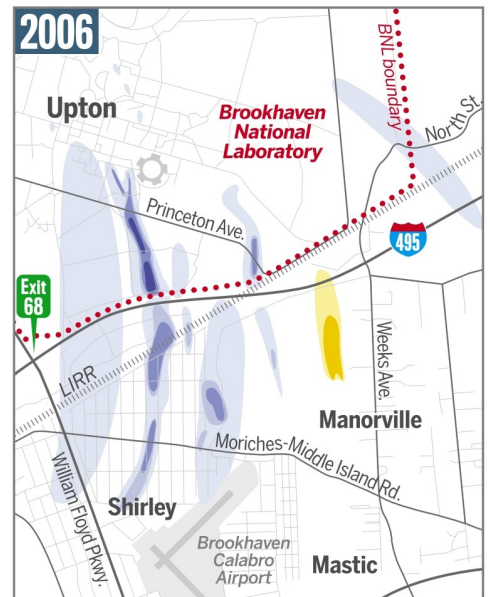 2006
BNL boundary
Upton
Brookhaven
National
Laboratory
North St.
Princeton Ave.
495
Exit
68
LIRR
Weeks Ave.
Manorville
Moriches-Middle Island Rd.
William Floyd Pkwy.
Shirley
Brookhaven
Calabro
Airport
Mastic